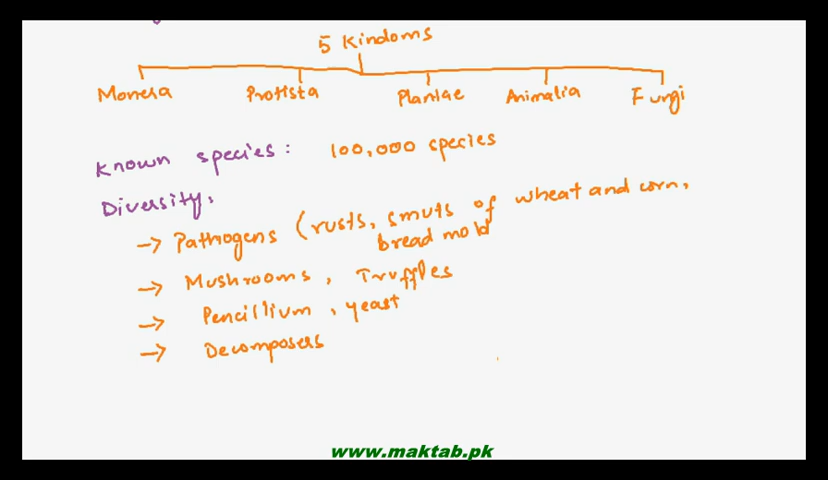 5 Kindoms
Monera Protista Plantae Animalia Fungi
Known species: 100,000 species
Diversity,
→ Pathogens (rusts, smuts of wheat and corn,
bread mold
→ Mushrooms, Truffles
→ Pencillium, yeast
→ Decomposers
www.maktab.pk